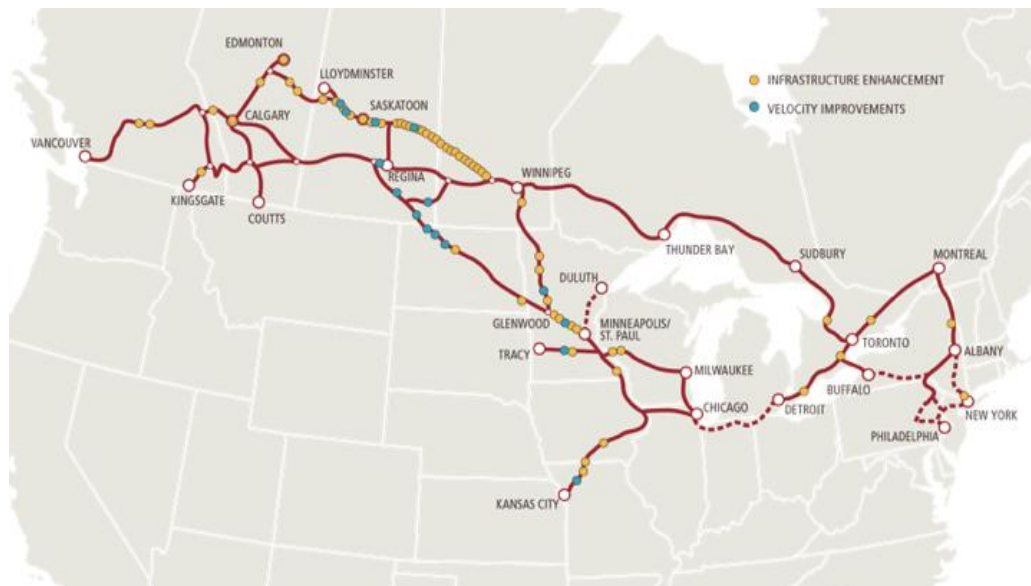 EDMONTON
LLOYDMINSTER
INFRASTRUCTURE ENHANCEMENT
VELOCITY IMPROVEMENTS
SASKATOON
CALGARY
VANCOUVER
REGINA
WINNIPEG
KINGSGATE
COUTTS
THUNDER BAY
SUDBURY
MONTREAL
DULUTH
GLENWOOD
MINNEAPOLIS/
ST. PAUL
TORONTO
ALBANY
TRACY
MILWAUKEE
BUFFALO
CHICAGO
DETROIT
NEW YORK
PHILADELPHIA
KANSAS CITY